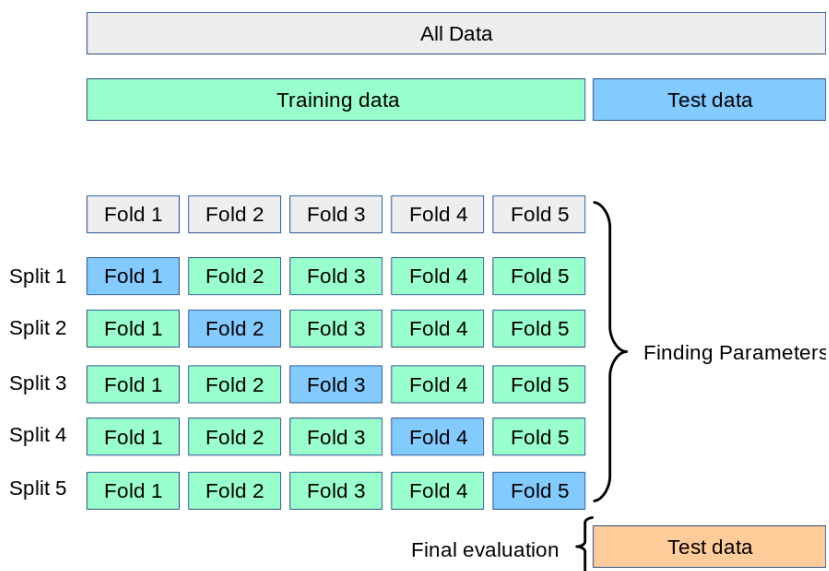 All Data
Training data Test data
Fold 1 Fold 2 Fold 3 Fold 4 Fold 5
Split 1 Fold 1 Fold 2 Fold 3 Fold 4 Fold 5
Split 2 Fold 1 Fold 2 Fold 3 Fold 4 Fold 5
Finding Parameters
Split 3 Fold 1 Fold 2 Fold 3 Fold 4 Fold 5
Split 4 Fold 1 Fold 2 Fold 3 Fold 4 Fold 5
Split 5 Fold 1 Fold 2 Fold 3 Fold 4 Fold 5
Final evaluation Test data